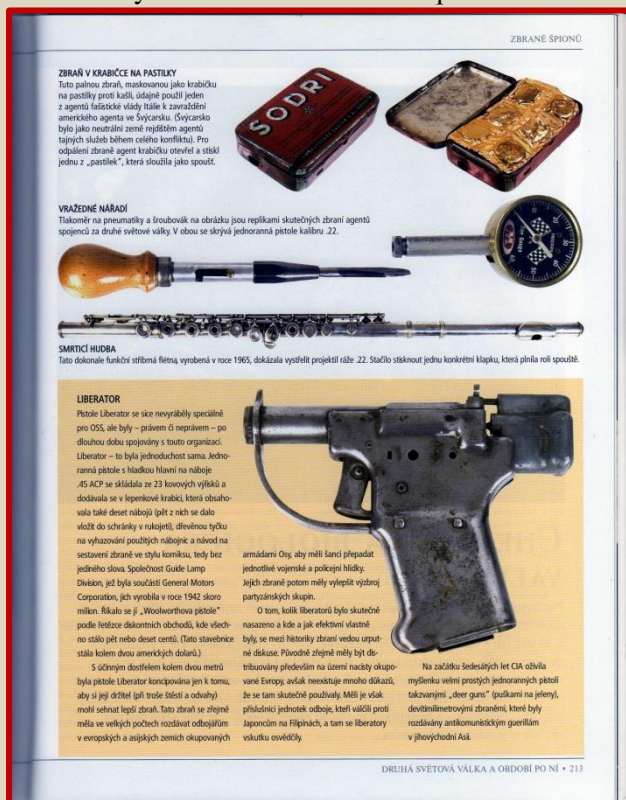 ZBRANĚ ŠPIONŮ
ZBRAŇ V KRABIČCE NA PASTILKY
Tuto palnou zbraň, maskovanou jako krabičku
na pastilky proti kašli, údajně použil jeden
z agentů fašistické vlády Itálie k zavraždění
amerického agenta ve Švýcarsku. (Švýcarsko
bylo jako neutrální země rejdištěm agentů
tajných služeb během celého konfliktu). Pro
odpálení zbraně agent krabičku otevřel a stiskl
jednu z „pastilek", která sloužila jako spoušť.
SODRI
VRAŽEDNÉ NÁŘADÍ
Tlakoměr na pneumatiky a šroubovák na obrázku jsou replikami skutečných zbraní agentů
spojenců za druhé světové války. V obou se skrývá jednoranná pistole kalibru .22.
SMRTICÍ HUDBA
Tato dokonale funkční stříbrná flétna, vyrobená v roce 1965, dokázala vystřelit projektil ráže .22. Stačilo stisknout jednu konkrétní klapku, která plnila roli spouště.
LIBERATOR
Pistole Liberator se sice nevyráběly speciálně
pro OSS, ale byly – právem či neprávem – po
dlouhou dobu spojovány s touto organizací.
Liberator – to byla jednoduchost sama. Jedno-
ranná pistole s hladkou hlavní na náboje
.45 ACP se skládala ze 23 kovových výlisků a
dodávala se v lepenkové krabici, která obsaho-
vala také deset nábojů (pět z nich se dalo
vložit do schránky v rukojeti), dřevěnou tyčku
na vyhazování použitých nábojnic a návod na
sestavení zbraně ve stylu komiksu, tedy bez
jediného slova. Společnost Guide Lamp
Division, jež byla součástí General Motors
Corporation, jich vyrobila v roce 1942 skoro
milion. Říkalo se jí „Woolworthova pistole"
podle řetězce diskontních obchodů, kde všech-
no stálo pět nebo deset centů. (Tato stavebnice
stála kolem dvou amerických dolarů.)
S účinným dostřelem kolem dvou metrů
byla pistole Liberator koncipována jen k tomu,
aby si její držitel (při troše štěstí a odvahy)
mohl sehnat lepší zbraň. Tato zbraň se zřejmě
měla ve velkých počtech rozdávat odbojářům
v evropských a asijských zemích okupovaných
armádami Osy, aby měli šanci přepadat
jednotlivé vojenské a policejní hlídky.
Jejich zbraně potom měly vylepšit výzbroj
partyzánských skupin.
O tom, kolik liberatorů bylo skutečně
nasazeno a kde a jak efektivní vlastně
byly, se mezi historiky zbraní vedou urput-
né diskuse. Původně zřejmě měly být dis-
tribuovány především na území nacisty okupo-
vané Evropy, avšak neexistuje mnoho důkazů,
že se tam skutečně používaly. Měli je však
příslušníci jednotek odboje, kteří válčili proti
Japoncům na Filipínách, a tam se liberatory
vskutku osvědčily.
Na začátku šedesátých let CIA oživila
myšlenku velmi prostých jednoranných pistolí
takzvanými „deer guns" (puškami na jeleny),
devítimilimetrovými zbraněmi, které byly
rozdávány antikomunistickým guerillám
v jihovýchodní Asii.
DRUHÁ SVĚTOVÁ VÁLKA A OBDOBÍ PO NÍ • 213